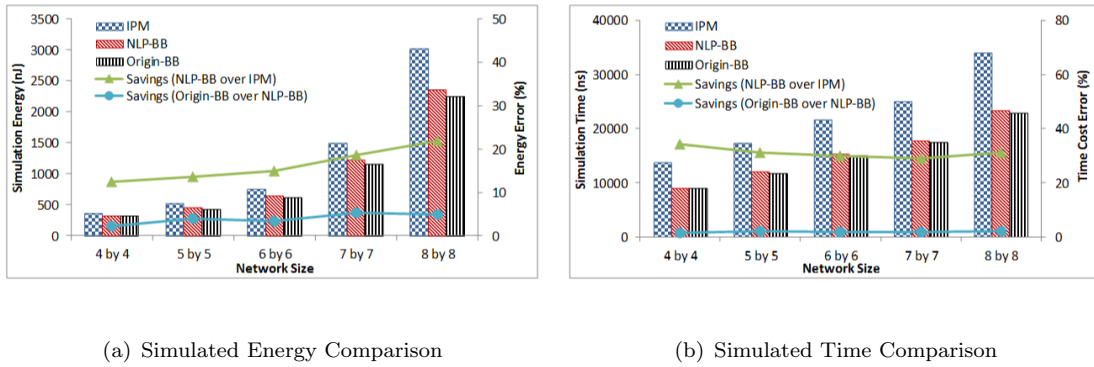 3500
3000
2500
2000
1500
1000
500
0
Simulation Energy (nJ)
IPM
NLP-BB
Origin-BB
Savings (NLP-BB over IPM)
Savings (Origin-BB over NLP-BB)
50
40
30
20
10
0
Energy Error (%)
4 by 4 5 by 5 6 by 6 7 by 7 8 by 8
Network Size
40000
30000
20000
10000
0
Simulation Time (ns)
IPM
NLP-BB
Origin-BB
Savings (NLP-BB over IPM)
Savings (Origin-BB over NLP-BB)
80
60
40
20
0
Time Cost Error (%)
4 by 4 5 by 5 6 by 6 7 by 7 8 by 8
Network Size
(a) Simulated Energy Comparison
(b) Simulated Time Comparison